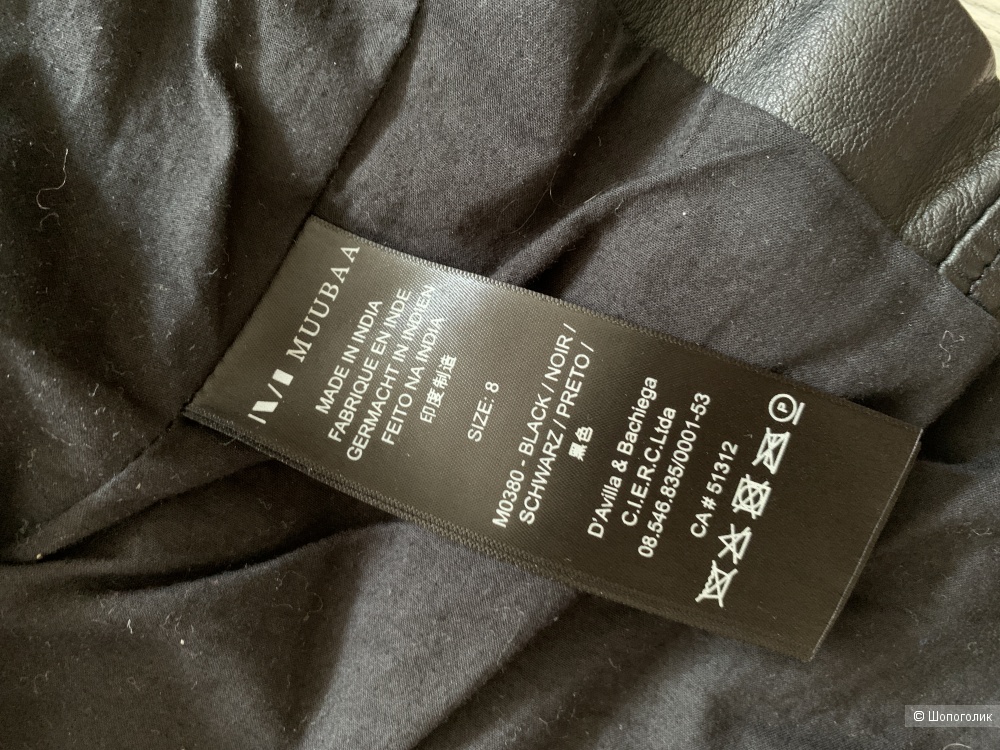 MUUBAA
MADE IN INDIA
FABRIQUE EN INDE
GERMACHT IN INDIEN
FEITO NA INDIA
印度制造
SIZE: 8
M0380 - BLACK / NOIR /
SCHWARZ / PRETO /
黑色
D'Avilla & Bachiega
C.I.E.R.C.Ltda
08.546.835/0001-53
CA # 51312
P
© Шопоголик